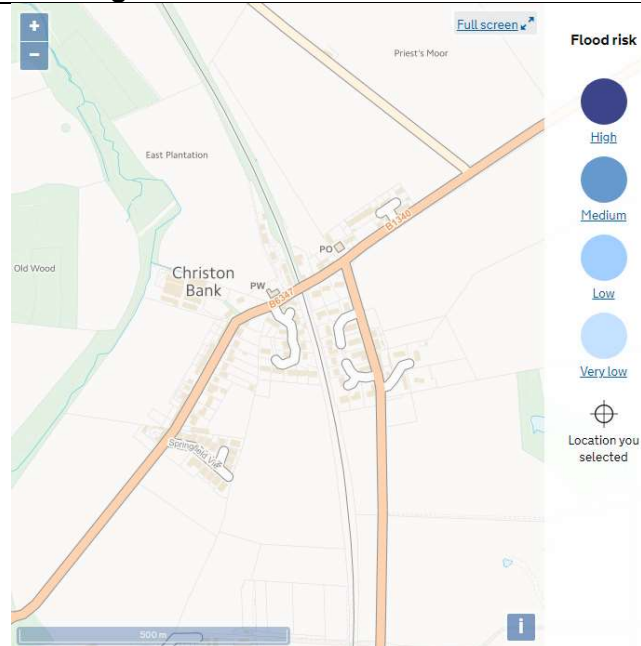 +
−
Full screen
Priest's Moor
Flood risk
High
East Plantation
Medium
B1340
PO
Old Wood
Christon
Bank
PW
B6347
Low
Very low
Location you
selected
Springfield View
500 m
i